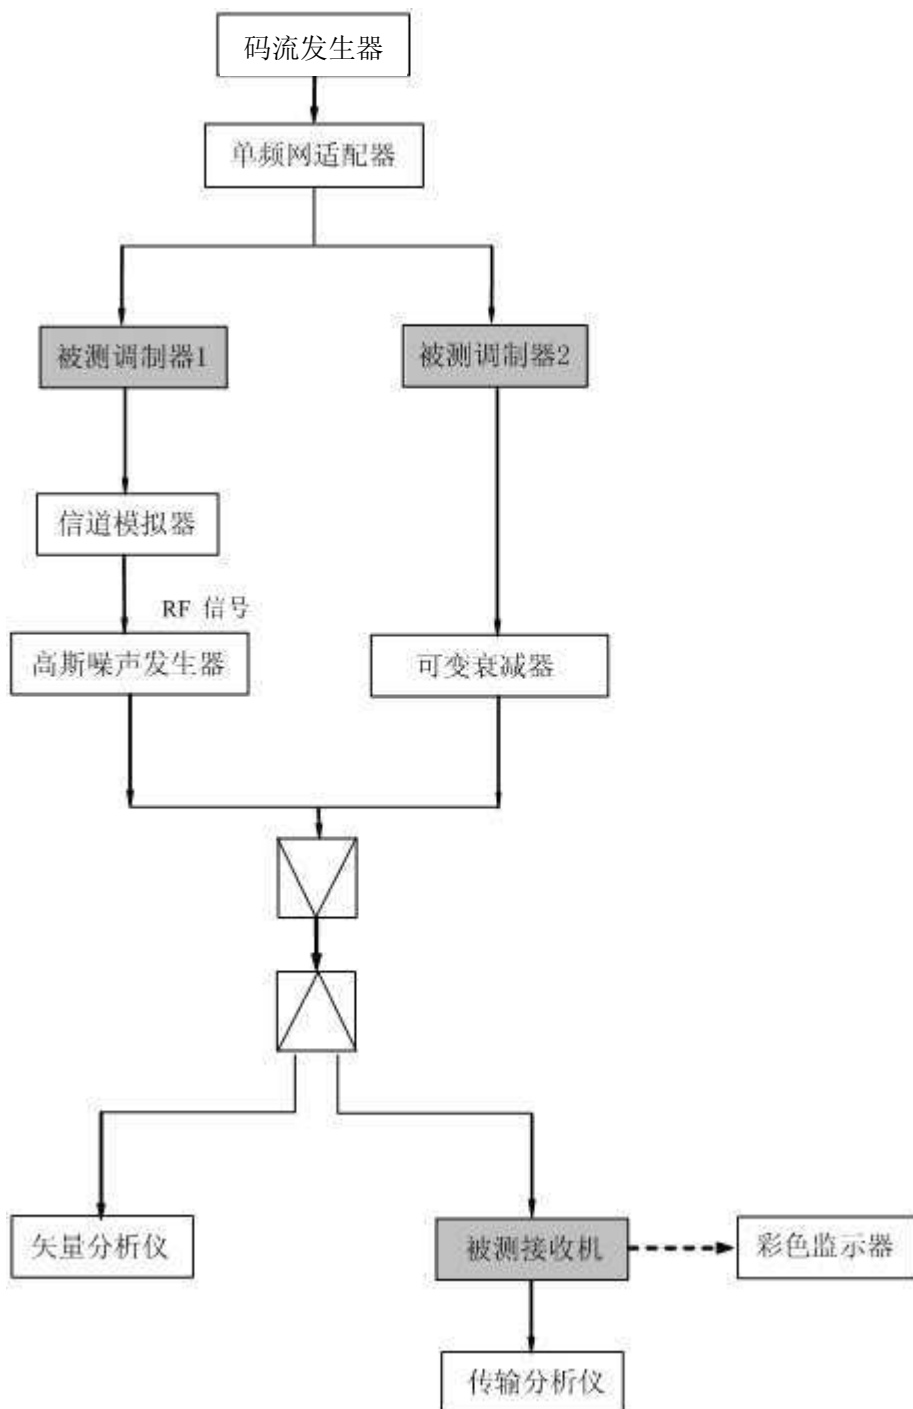 码流发生器
单频网适配器
被测调制器1
被测调制器2
信道模拟器
RF 信号
高斯噪声发生器
可变衰减器
矢量分析仪
被测接收机
彩色监示器
传输分析仪